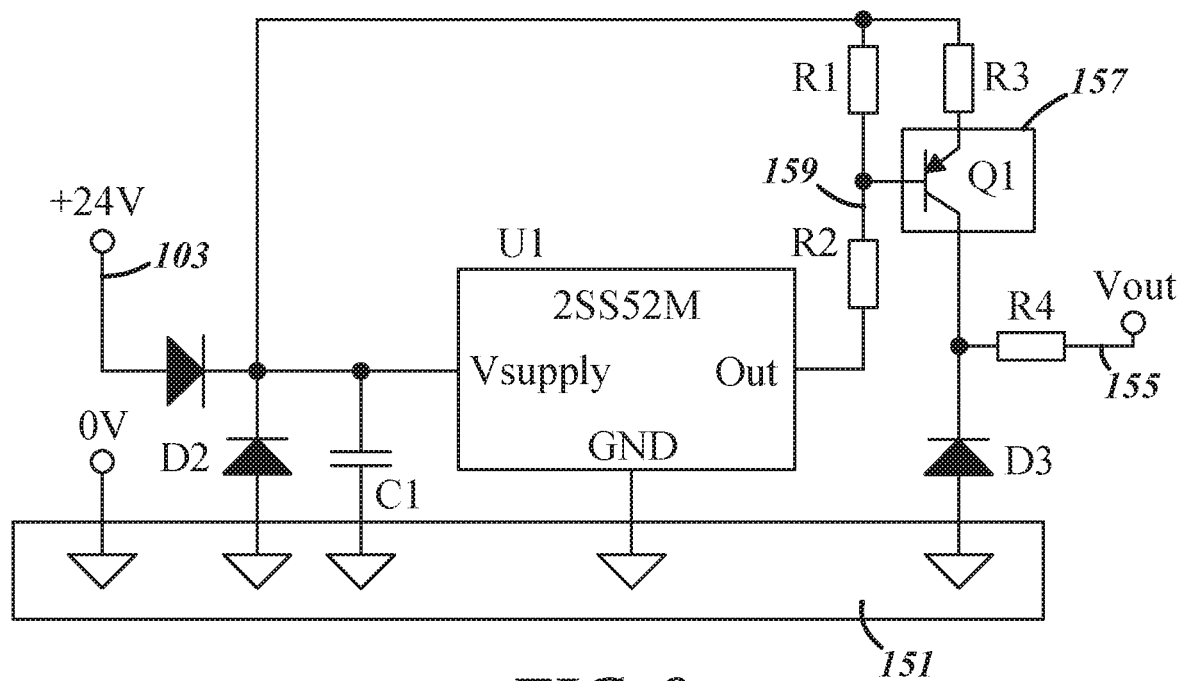 R1
R3
157
159
Q1
+24V
103
U1
R2
2SS52M
Vout
R4
Vsupply
Out
155
0V
GND
D2
C1
D3
151